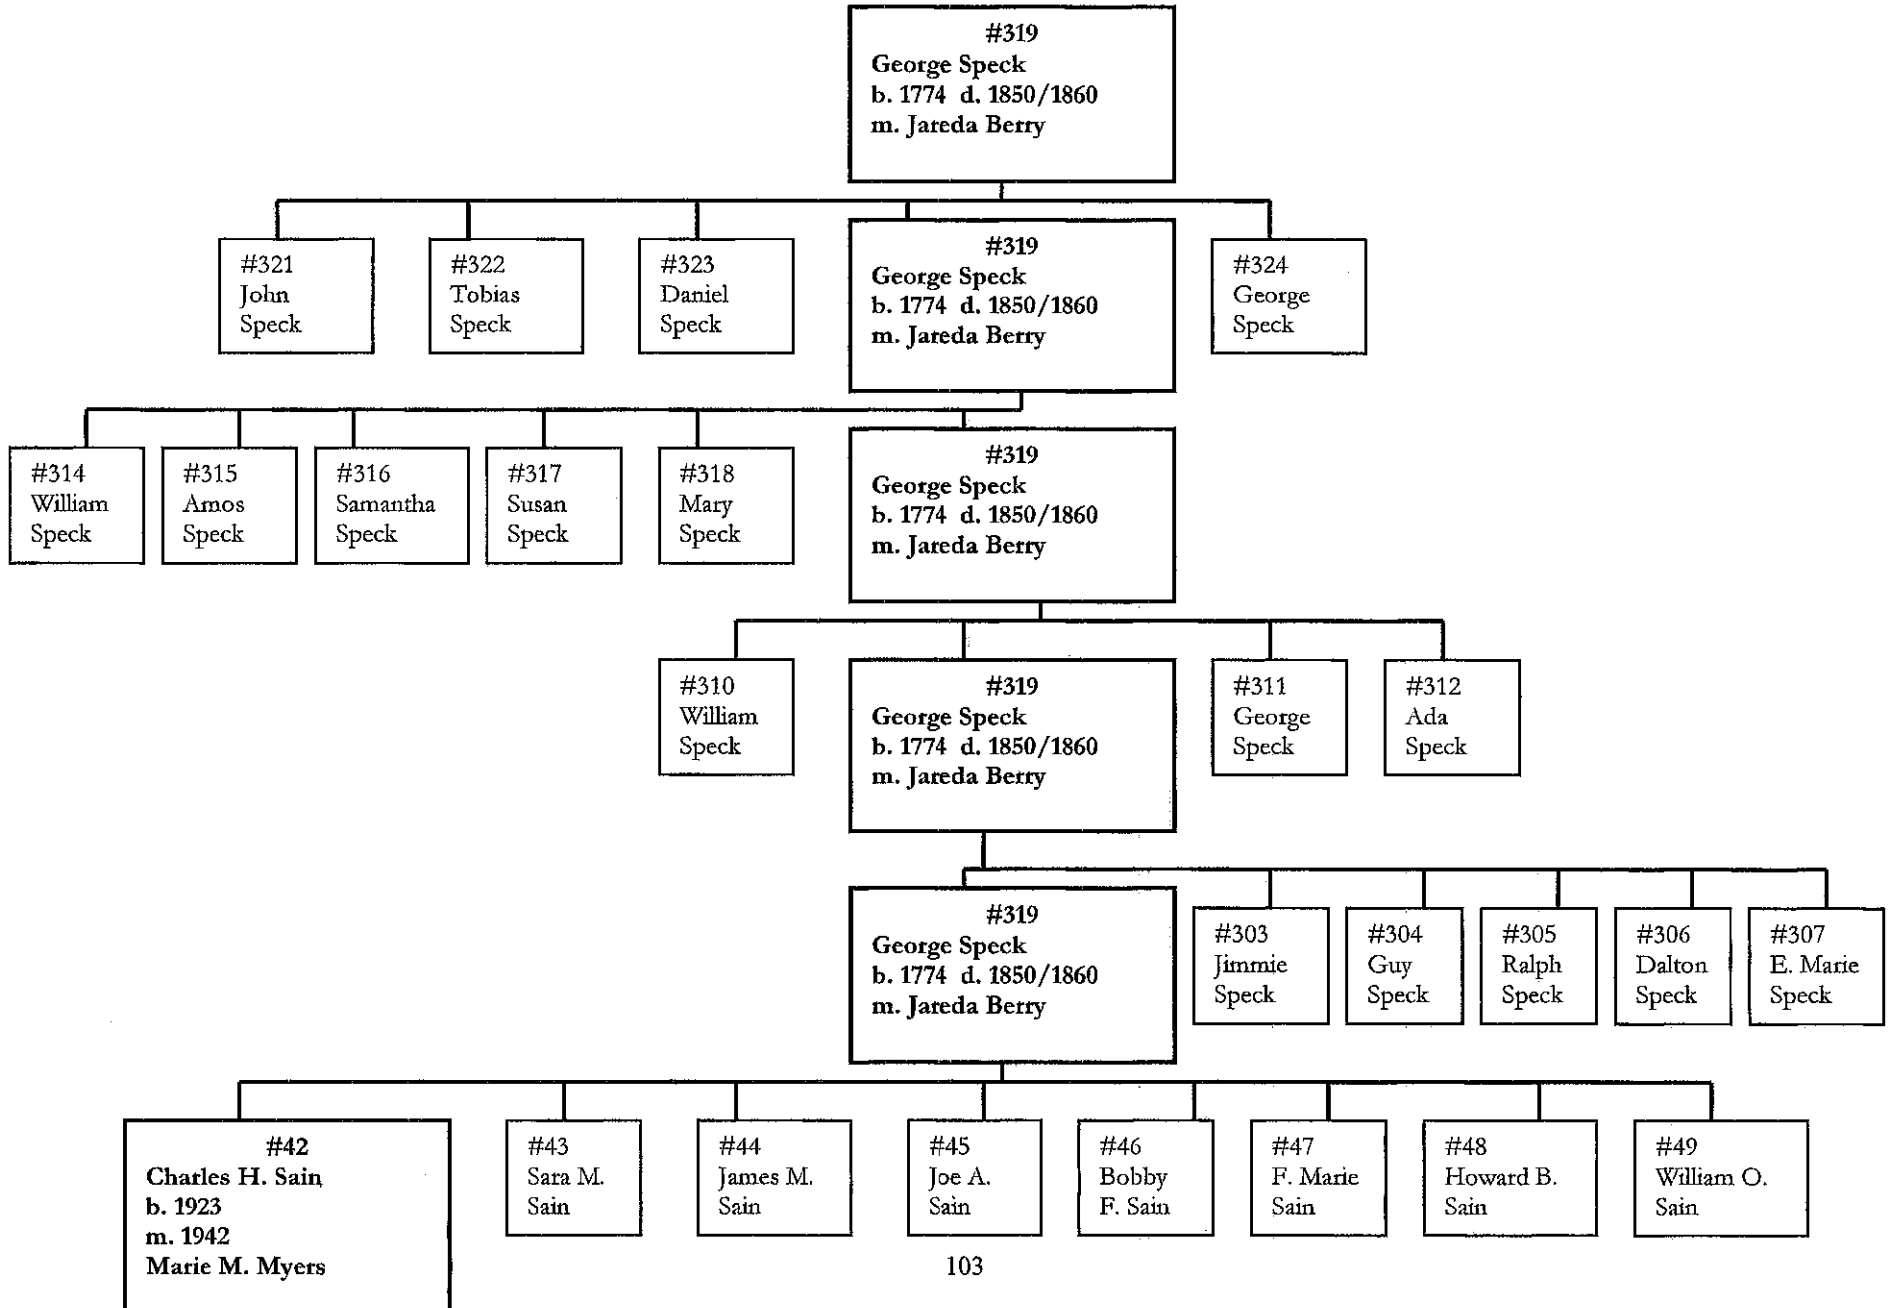 #319
George Speck
b. 1774 d. 1850/1860
m. Jareda Berry
#321
John
Speck
#322
Tobias
Speck
#323
Daniel
Speck
#319
George Speck
b. 1774 d. 1850/1860
m. Jareda Berry
#324
George
Speck
#314
William
Speck
#315
Amos
Speck
#316
Samantha
Speck
#317
Susan
Speck
#318
Mary
Speck
#319
George Speck
b. 1774 d. 1850/1860
m. Jareda Berry
#310
William
Speck
#319
George Speck
b. 1774 d. 1850/1860
m. Jareda Berry
#311
George
Speck
#312
Ada
Speck
#319
George Speck
b. 1774 d. 1850/1860
m. Jareda Berry
#303
Jimmie
Speck
#304
Guy
Speck
#305
Ralph
Speck
#306
Dalton
Speck
#307
E. Marie
Speck
#42
Charles H. Sain
b. 1923
m. 1942
Marie M. Myers
#43
Sara M.
Sain
#44
James M.
Sain
#45
Joe A.
Sain
#46
Bobby
F. Sain
#47
F. Marie
Sain
#48
Howard B.
Sain
#49
William O.
Sain
103